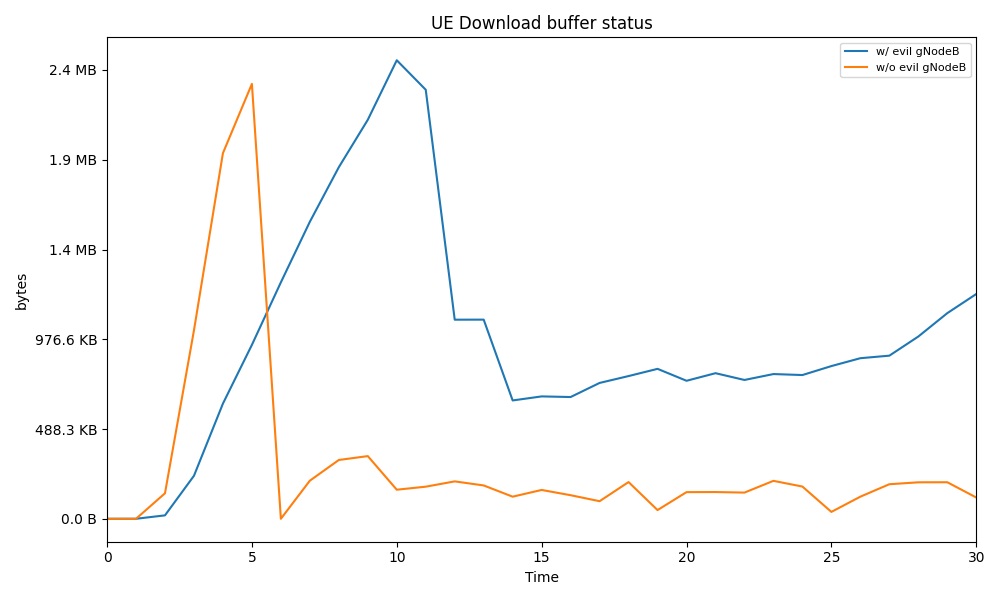 UE Download buffer status
w/ evil gNodeB
w/o evil gNodeB
2.4 MB
1.9 MB
1.4 MB
976.6 KB
488.3 KB
0.0 B
bytes
0 5 10 15 20 25 30
Time